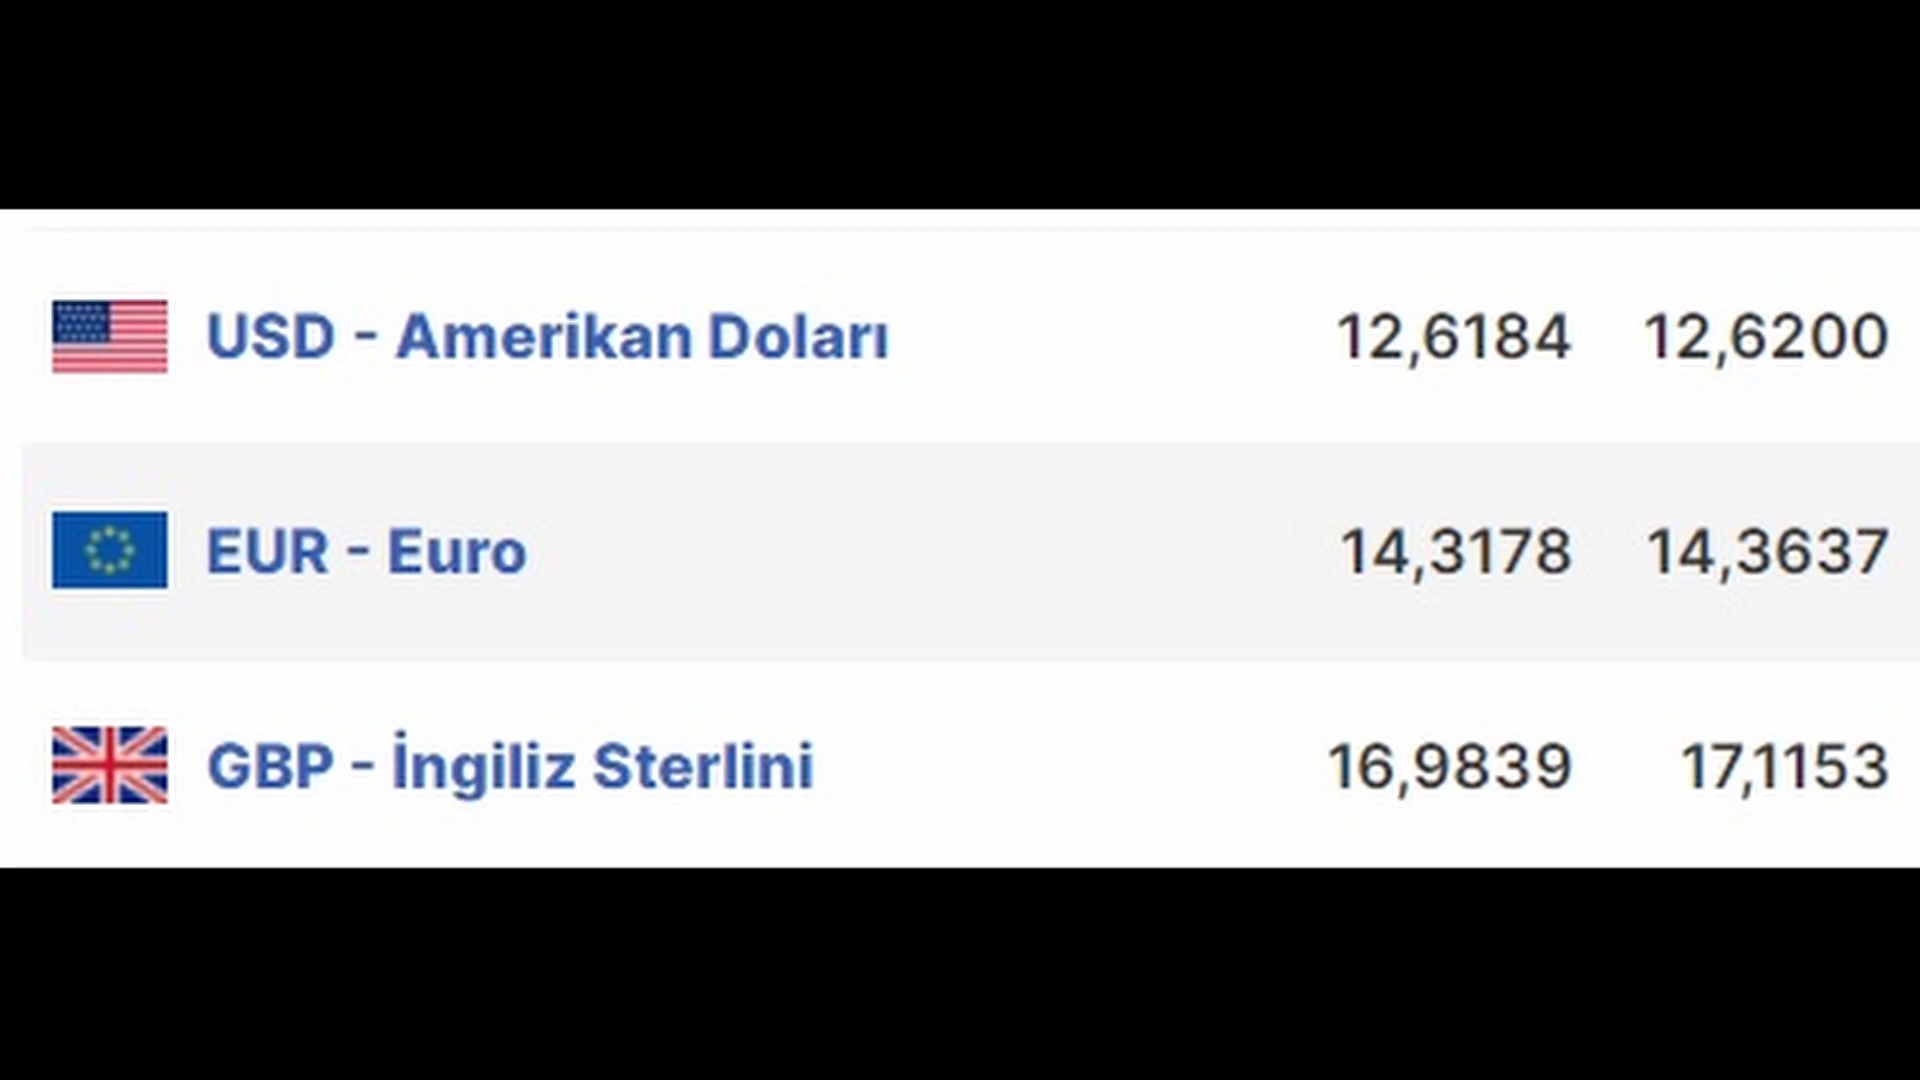 USD - Amerikan Doları 12,6184 12,6200
EUR - Euro 14,3178 14,3637
GBP - İngiliz Sterlini 16,9839 17,1153